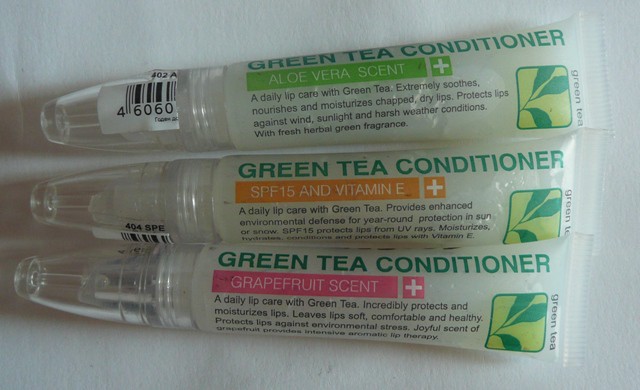 402 A
4 6060
GREEN TEA CONDITIONER
ALOE VERA SCENT +
A daily lip care with Green Tea. Extremely soothes,
nourishes and moisturizes chapped, dry lips. Protects lips
against wind, sunlight and harsh weather conditions.
With fresh herbal green fragrance.
green tea
GREEN TEA CONDITIONER
SPF15 AND VITAMIN E +
A daily lip care with Green Tea. Provides enhanced
environmental defense for year-round protection in sun
or snow. SPF15 protects lips from UV rays. Moisturizes,
hydrates, conditions and protects lips with Vitamin E.
green tea
404 SPE
GREEN TEA CONDITIONER
GRAPEFRUIT SCENT +
A daily lip care with Green Tea. Incredibly protects and
moisturizes lips. Leaves lips soft, comfortable and healthy.
Protects lips against environmental stress. Joyful scent of
grapefruit provides intensive aromatic lip therapy.
green tea